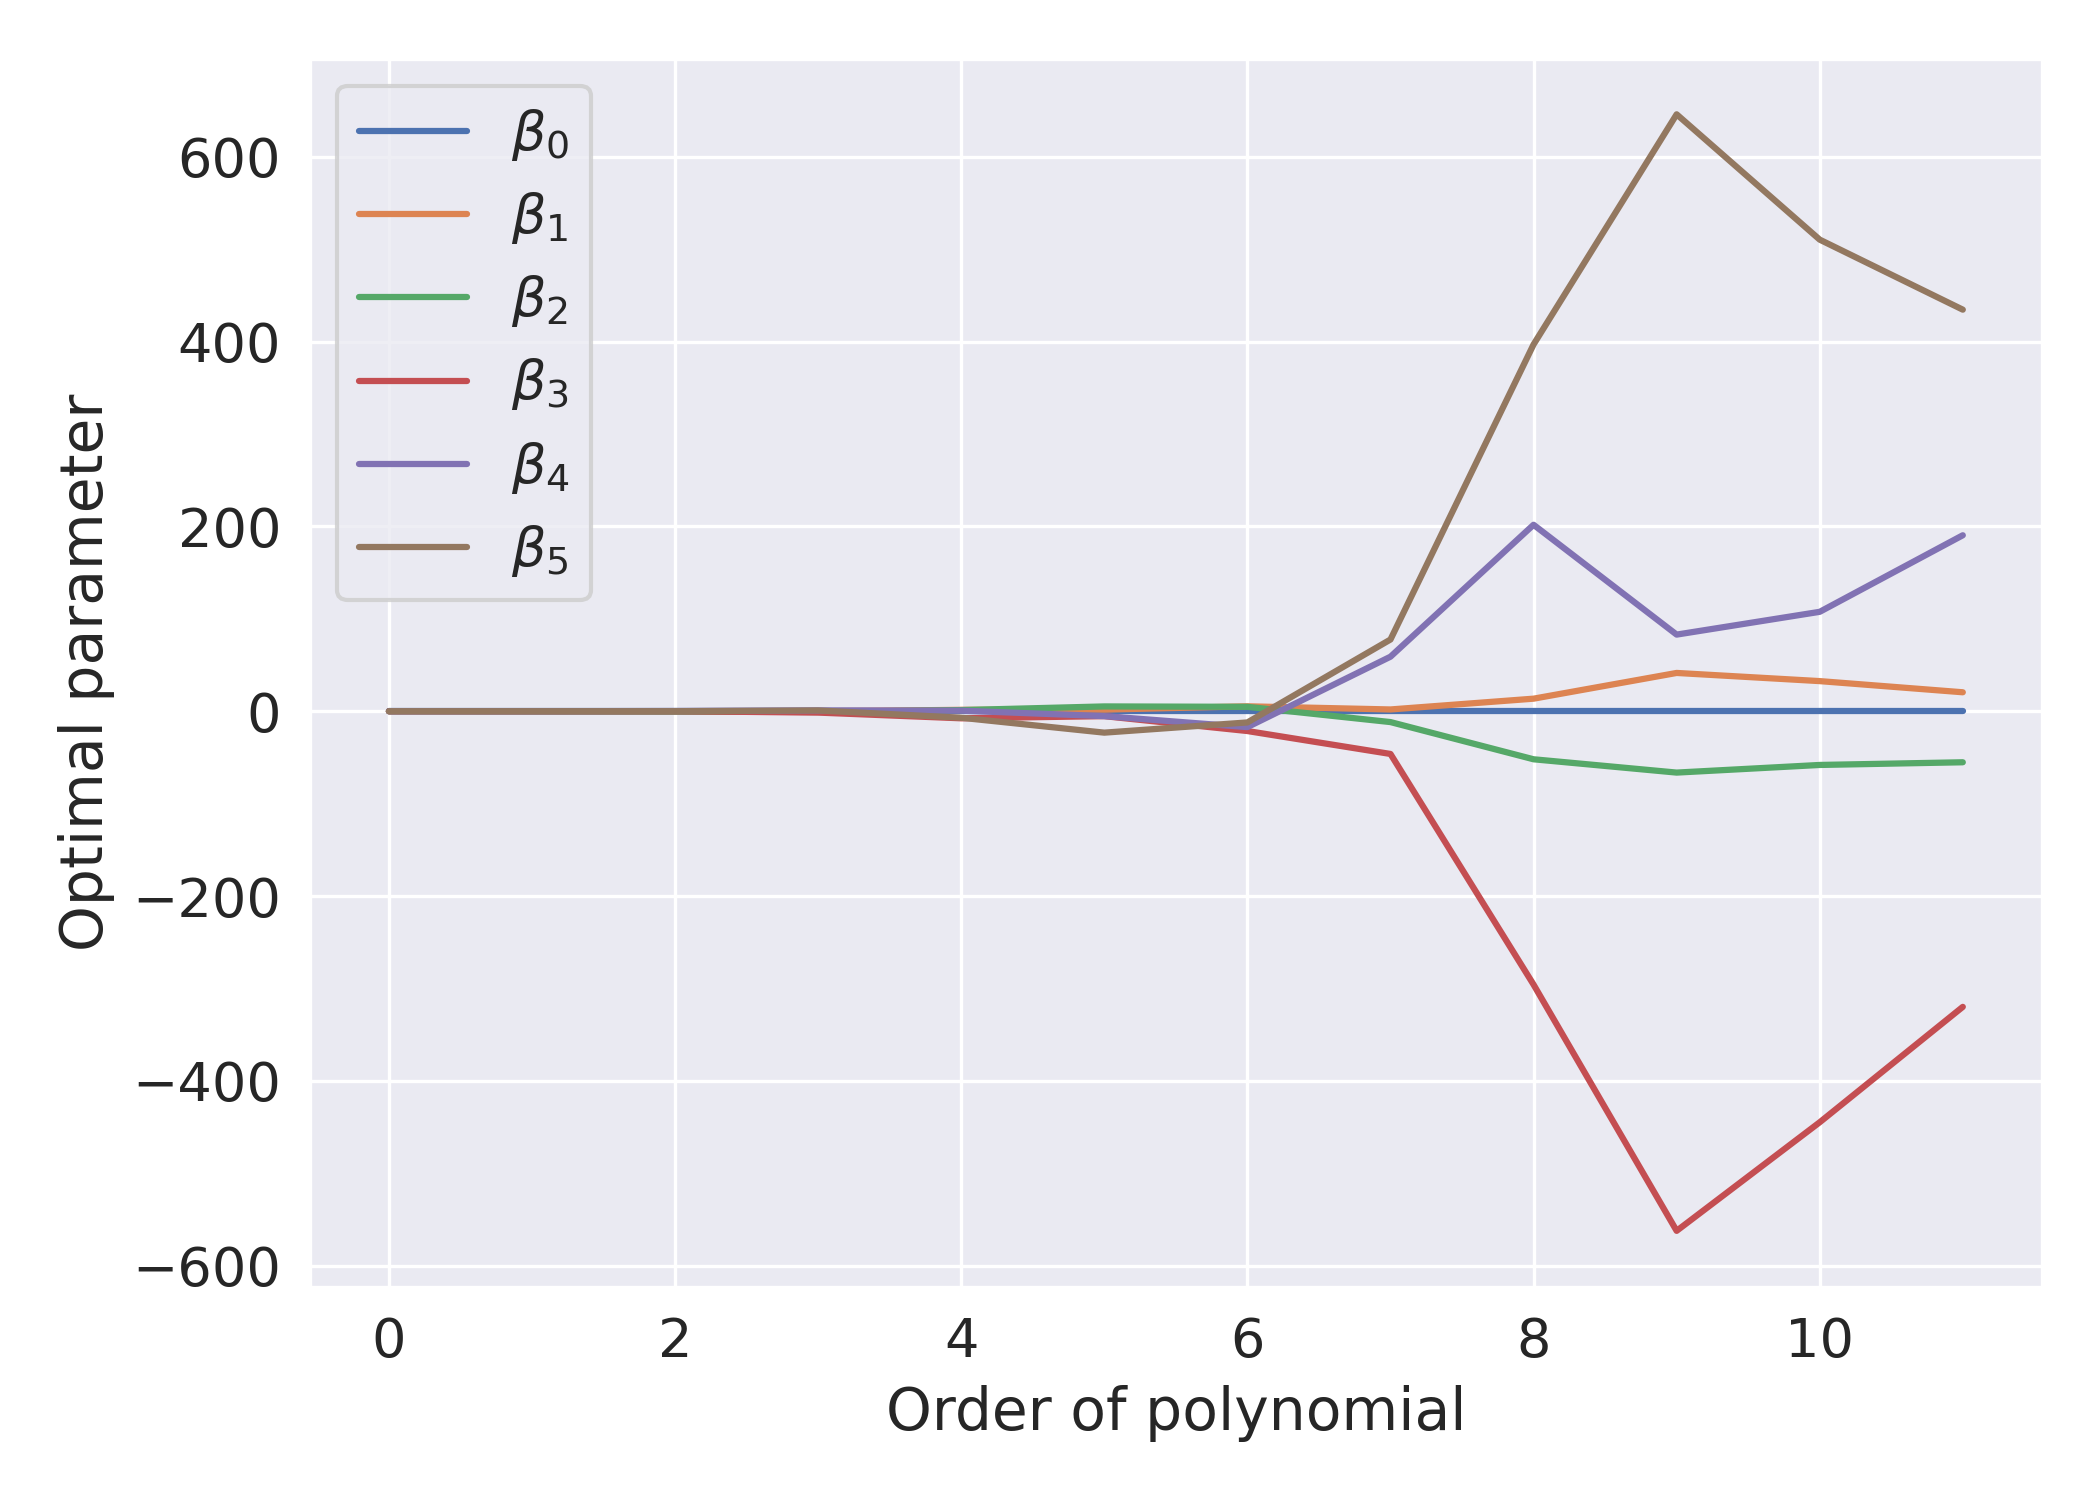 β0
β1
β2
β3
β4
β5
600
400
200
0
−200
−400
−600
Optimal parameter
0 2 4 6 8 10
Order of polynomial